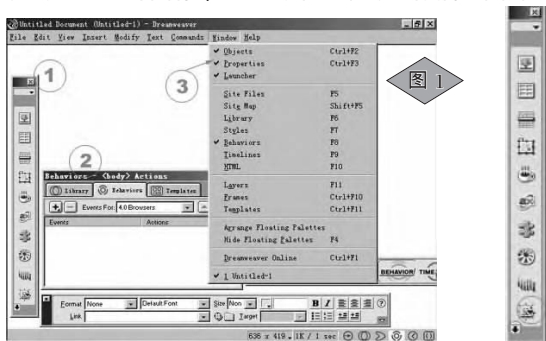 Untitled Document (Untitled-1) - Dreamweaver
File Edit View Insert Modify Text Commands Window Help
Objects Ctrl+F2
Properties Ctrl+F3
Launcher
Site Files F5
Site Map Shift+F5
Library F6
Styles F7
Behaviors F8
Timelines F9
HTML F10
Layers F11
Frames Ctrl+F10
Templates Ctrl+F11
Arrange Floating Palettes
Hide Floating Palettes F4
Dreamweaver Online Ctrl+F1
1 Untitled-1
1
2
3
图 1
Behaviors - <body> Actions
Library Behaviors Templates
Events For: 4.0 Browsers
Events Actions
BEHAVIOR TIME
Format None Default Font Size Non B I
Link Target
636 x 419 1K / 1 sec